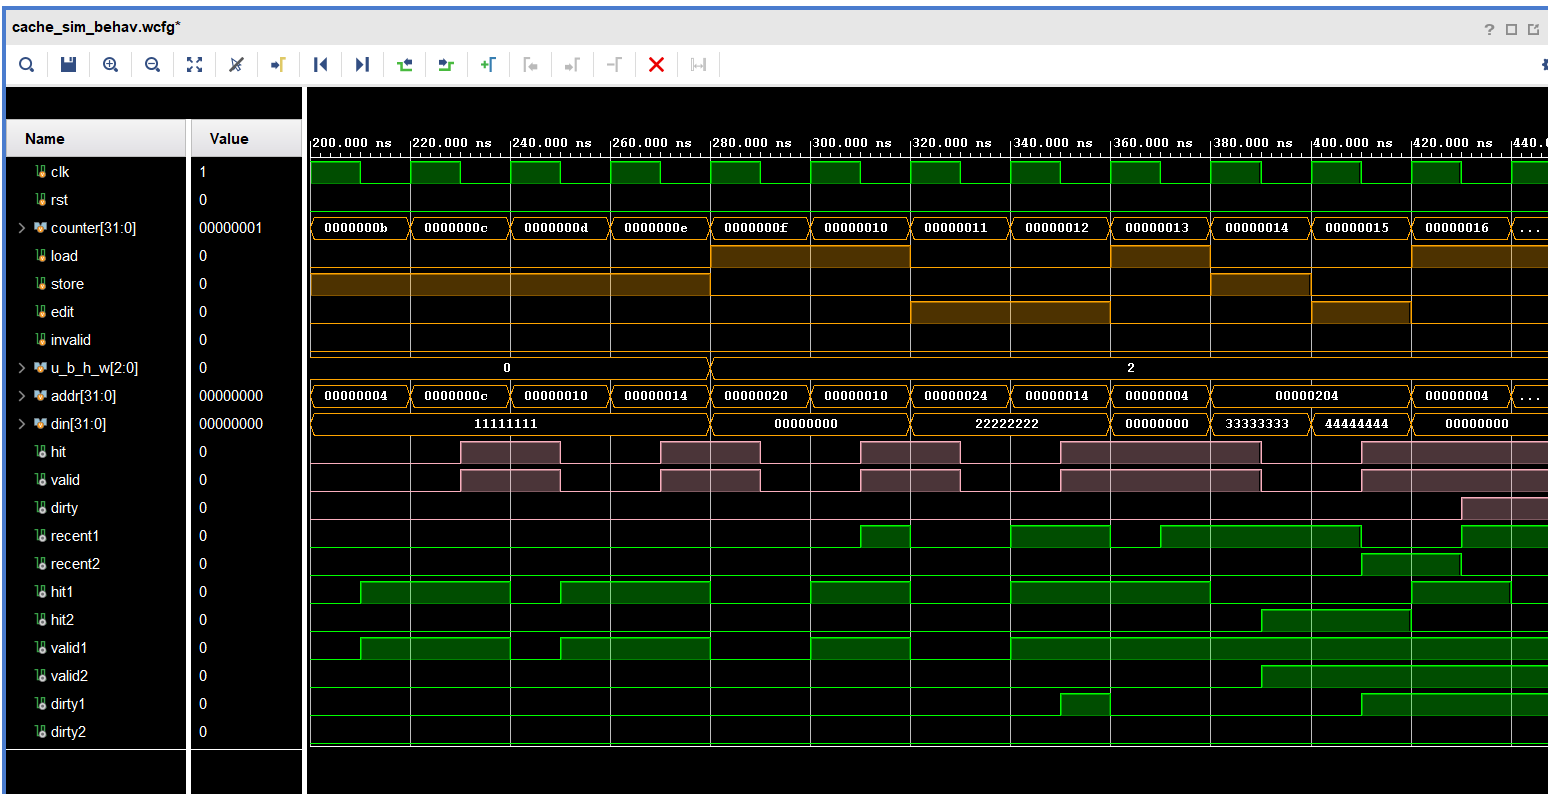 cache_sim_behav.wcfg*
Name Value
200.000 ns 220.000 ns 240.000 ns 260.000 ns 280.000 ns 300.000 ns 320.000 ns 340.000 ns 360.000 ns 380.000 ns 400.000 ns 420.000 ns 440.0
clk 1
rst 0
counter[31:0] 00000001 0000000b 0000000c 0000000d 0000000e 0000000f 00000010 00000011 00000012 00000013 00000014 00000015 00000016 ...
load 0
store 0
edit 0
invalid 0
u_b_h_w[2:0] 0 0 2
addr[31:0] 00000000 00000004 0000000c 00000010 00000014 00000020 00000010 00000024 00000014 00000004 00000204 00000004 ...
din[31:0] 00000000 11111111 00000000 22222222 00000000 33333333 44444444 00000000
hit 0
valid 0
dirty 0
recent1 0
recent2 0
hit1 0
hit2 0
valid1 0
valid2 0
dirty1 0
dirty2 0